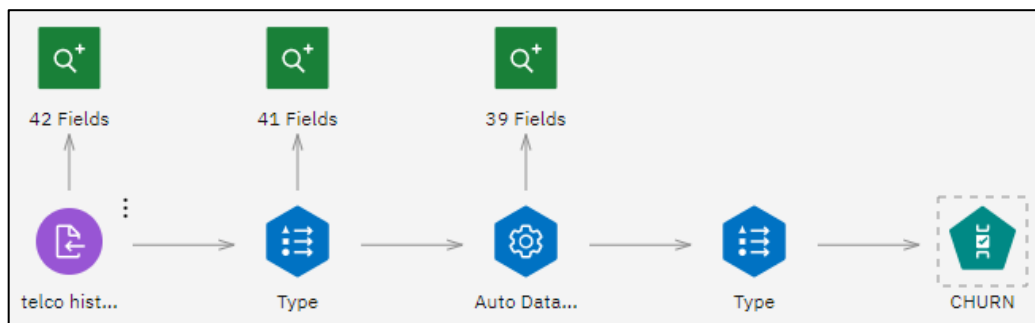 42 Fields
41 Fields
39 Fields
telco hist...
Type
Auto Data...
Type
CHURN